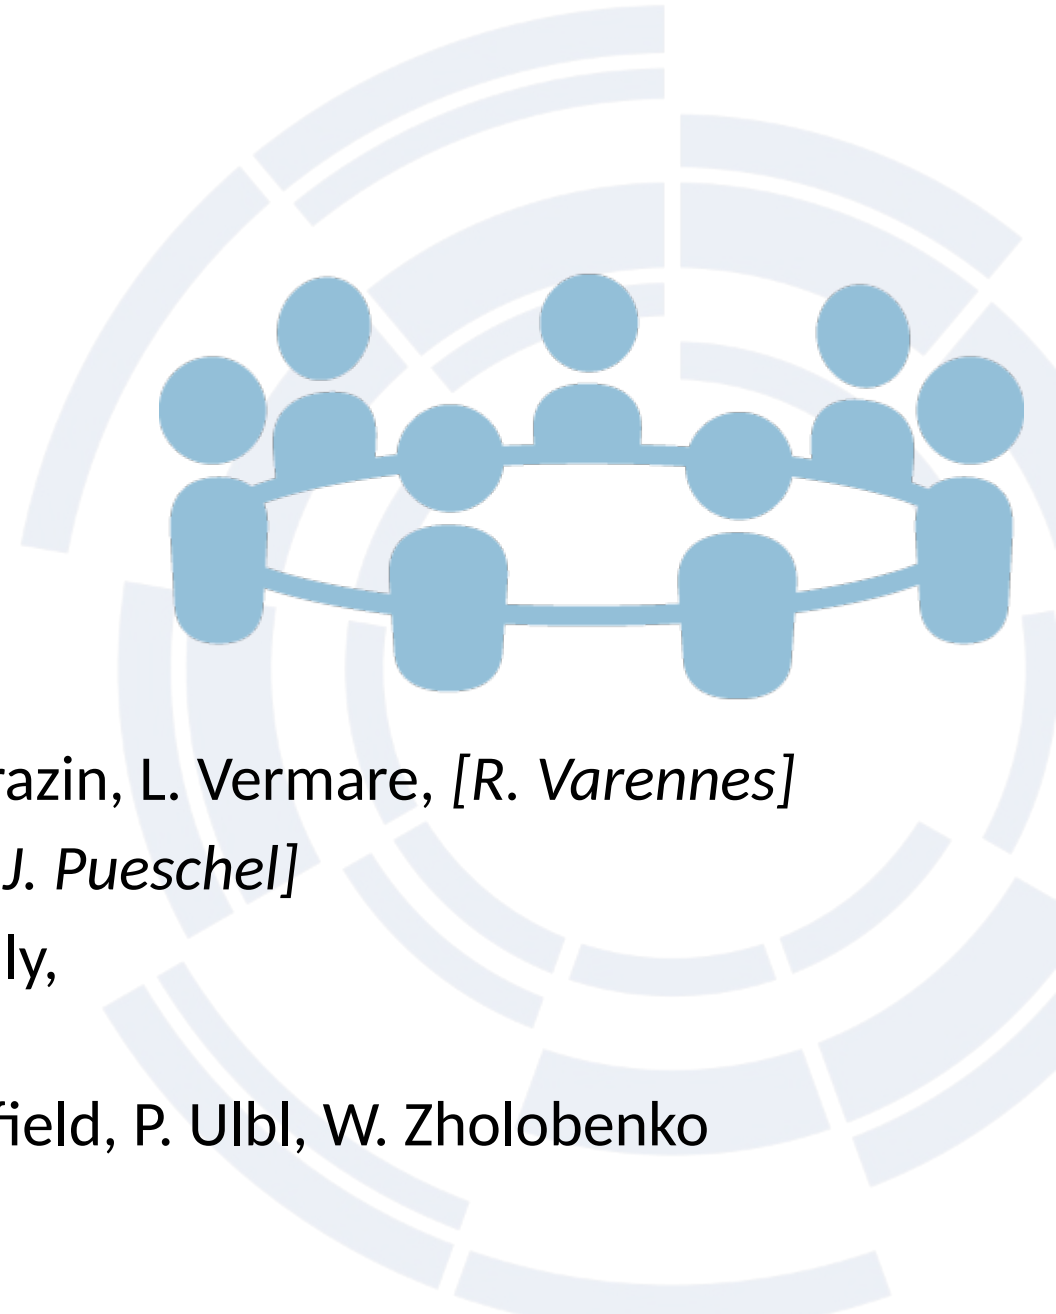 razin, L. Vermare, [R. Varennes]
J. Pueschel]
ly,
field, P. Ulbl, W. Zholobenko